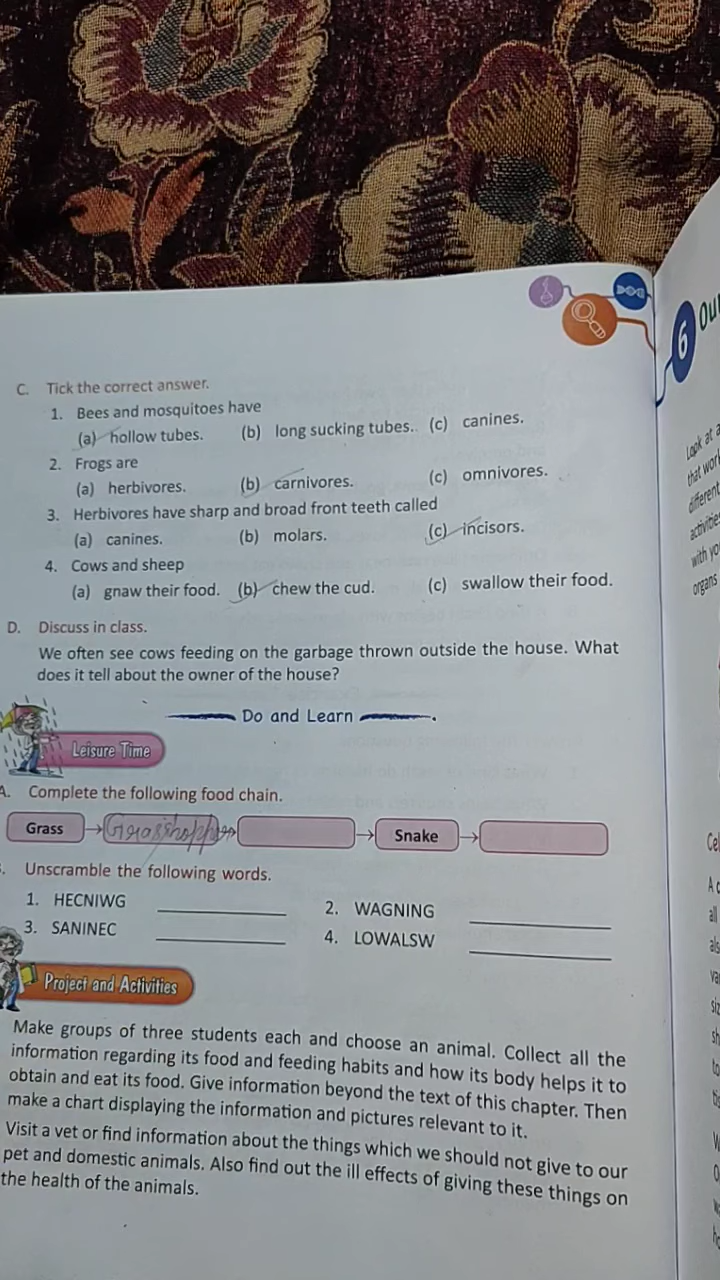 C. Tick the correct answer.
1. Bees and mosquitoes have
(a) hollow tubes. (b) long sucking tubes. (c) canines.
2. Frogs are
(a) herbivores. (b) carnivores. (c) omnivores.
3. Herbivores have sharp and broad front teeth called
(a) canines. (b) molars. (c) incisors.
4. Cows and sheep
(a) gnaw their food. (b) chew the cud. (c) swallow their food.
D. Discuss in class.
We often see cows feeding on the garbage thrown outside the house. What
does it tell about the owner of the house?
Do and Learn
Leisure Time
A. Complete the following food chain.
Grass Grasshopper Snake
Unscramble the following words.
1. HECNIWG 2. WAGNING
3. SANINEC 4. LOWALSW
Project and Activities
Make groups of three students each and choose an animal. Collect all the
information regarding its food and feeding habits and how its body helps it to
obtain and eat its food. Give information beyond the text of this chapter. Then
make a chart displaying the information and pictures relevant to it.
Visit a vet or find information about the things which we should not give to our
pet and domestic animals. Also find out the ill effects of giving these things on
the health of the animals.
6
Look at a
that work
different
activities
with yo
organs